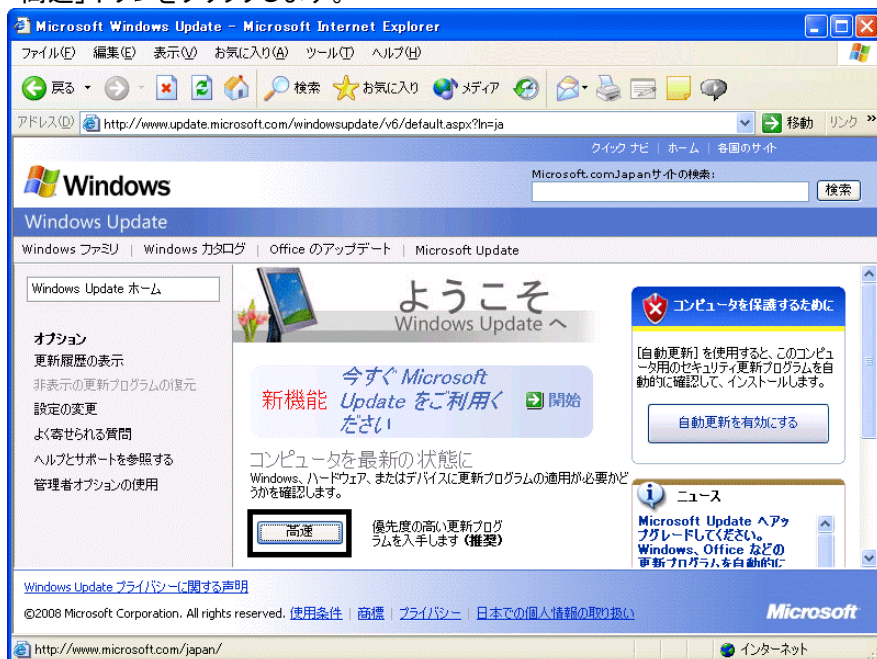 高速」ボタンをクリックします。
Microsoft Windows Update - Microsoft Internet Explorer
ファイル(F) 編集(E) 表示(V) お気に入り(A) ツール(T) ヘルプ(H)
戻る 検索 お気に入り メディア
アドレス(D) http://www.update.microsoft.com/windowsupdate/v6/default.aspx?ln=ja 移動 リンク »
クイック ナビ | ホーム | 各国のサイト
Windows
Microsoft.comJapanサイトの検索:
検索
Windows Update
Windows ファミリ | Windows カタログ | Office のアップデート | Microsoft Update
Windows Update ホーム
オプション
更新履歴の表示
非表示の更新プログラムの復元
設定の変更
よく寄せられる質問
ヘルプとサポートを参照する
管理者オプションの使用
ようこそ
Windows Update へ
新機能
今すぐ Microsoft
Update をご利用く
ださい
開始
コンピュータを最新の状態に
Windows、ハードウェア、またはデバイスに更新プログラムの適用が必要かど
うかを確認します。
高速
優先度の高い更新プログ
ラムを入手します (推奨)
コンピュータを保護するために
[自動更新] を使用すると、このコンピュ
ータ用のセキュリティ更新プログラムを自
動的に確認して、インストールします。
自動更新を有効にする
ニュース
Microsoft Update へアッ
プグレードしてください。
Windows、Office などの
更新プログラムを自動的に
Windows Update プライバシーに関する声明
©2008 Microsoft Corporation. All rights reserved. 使用条件 | 商標 | プライバシー | 日本での個人情報の取り扱い
Microsoft
http://www.microsoft.com/japan/
インターネット